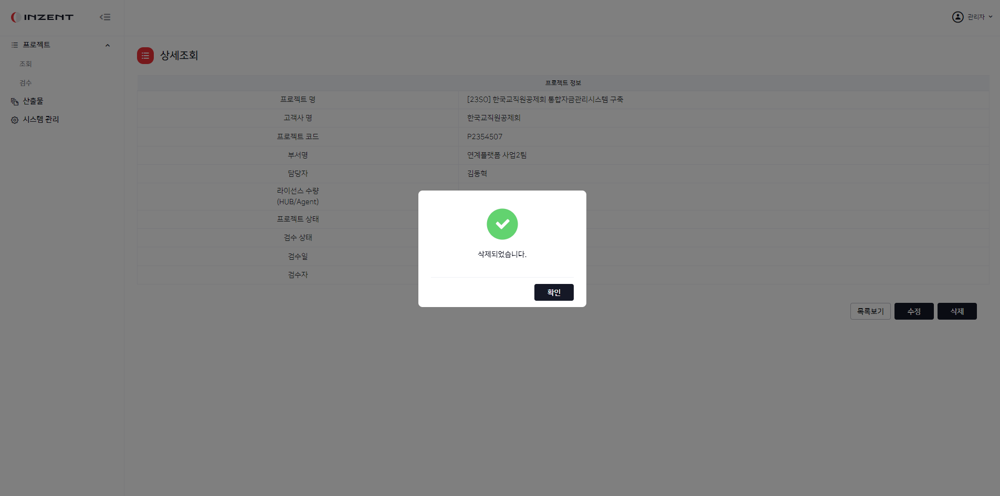 INZENT
관리자
프로젝트
조회
검수
산출물
시스템 관리
상세조회
프로젝트 정보
프로젝트 명 [23SO] 한국교직원공제회 통합자금관리시스템 구축
고객사 명 한국교직원공제회
프로젝트 코드 P2354507
부서명 연계플랫폼 사업2팀
담당자 김동혁
라이선스 수량
(HUB/Agent)
프로젝트 상태
검수 상태
검수일
검수자
삭제되었습니다.
확인
목록보기 수정 삭제